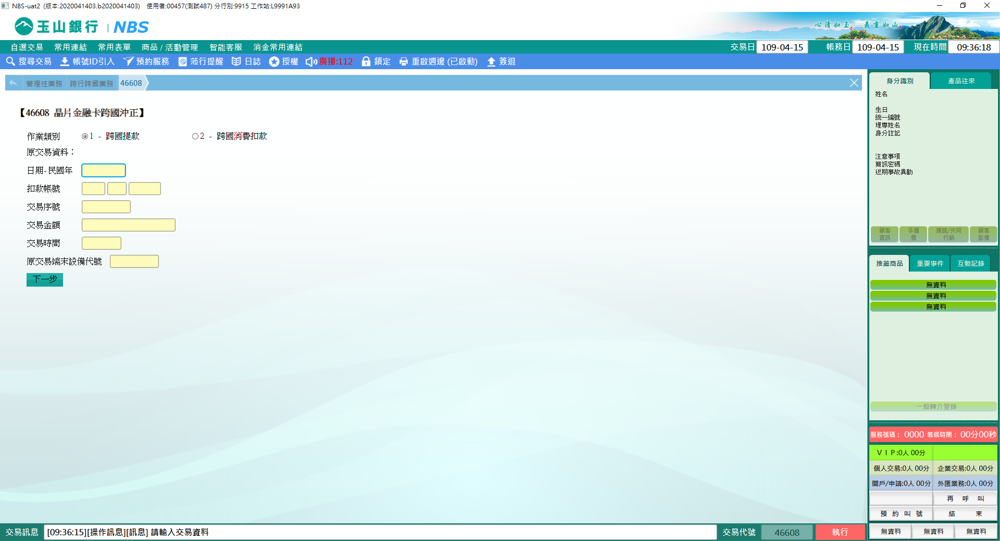 NBS-uat2 (版本:2020041403.b2020041403) 使用者:00457(測試487) 分行別:9915 工作站:L9991A93
玉山銀行 | NBS
心清如玉 義重如山
自選交易 常用連結 常用表單 商品 / 活動管理 智能客服 消金常用連結 交易日 109-04-15 帳務日 109-04-15 現在時間 09:36:18
搜尋交易 帳號ID引入 預約服務 蒞行提醒 日誌 授權 廣播:112 鎖定 重啟週邊 (已啟動) 簽退
管理性業務 跨行跨國業務 46608
【46608 晶片金融卡跨國沖正】
作業類別 1 - 跨國提款 2 - 跨國消費扣款
原交易資料：
日期-民國年
扣款帳號
交易序號
交易金額
交易時間
原交易端末設備代號
下一步
身分識別 產品往來
姓名
生日
統一編號
理專姓名
身分註記
注意事項
簡訊密碼
近期事故異動
顧客資訊 手續費 通路/共同行銷 顧客影像
推薦商品 重要事件 互動記錄
無資料
無資料
無資料
一般轉介登錄
服務號碼： 0000 等候時間： 00分00秒
ＶＩＰ:0人 00分
個人交易:0人 00分 企業交易:0人 00分
開戶/申請:0人 00分 外匯業務:0人 00分
再 呼 叫
預 約 叫 號 結 束
無資料 無資料 無資料
交易訊息 [09:36:15][操作訊息][訊息] 請輸入交易資料 交易代號 46608 執行